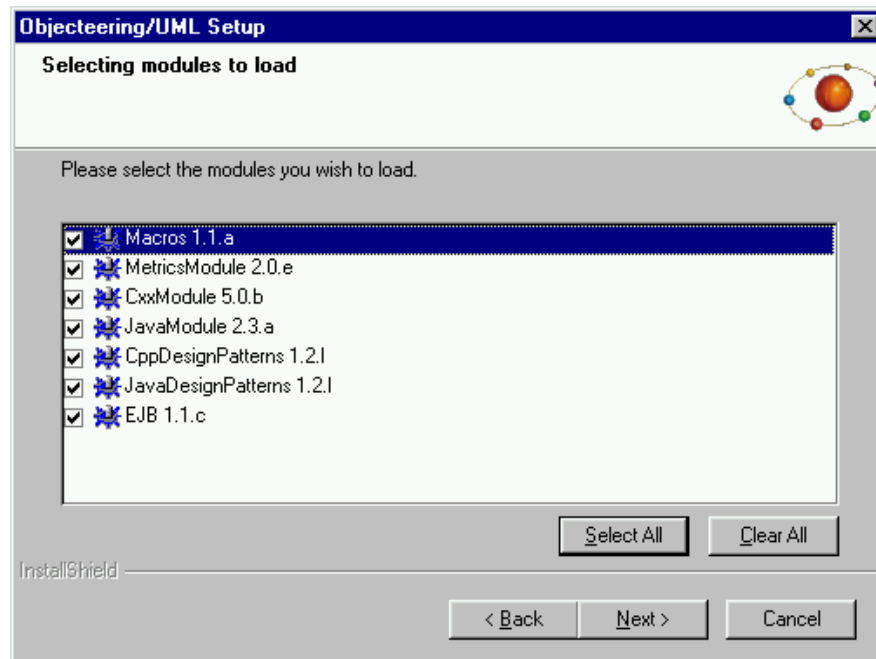 Objecteering/UML Setup
Selecting modules to load
Please select the modules you wish to load.
Macros 1.1.a
MetricsModule 2.0.e
CxxModule 5.0.b
JavaModule 2.3.a
CppDesignPatterns 1.2.l
JavaDesignPatterns 1.2.l
EJB 1.1.c
Select All Clear All
InstallShield
< Back Next > Cancel